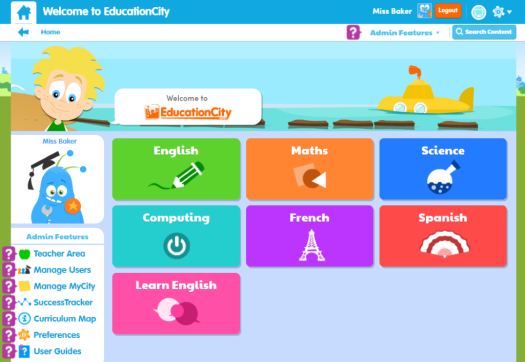 Welcome to EducationCity
Miss Baker Logout
Home
? Admin Features Search Content
Welcome to
EducationCity
Miss Baker
English Maths Science
Computing French Spanish
Learn English
Admin Features
? Teacher Area
? Manage Users
? Manage MyCity
? SuccessTracker
? Curriculum Map
? Preferences
? ? User Guides